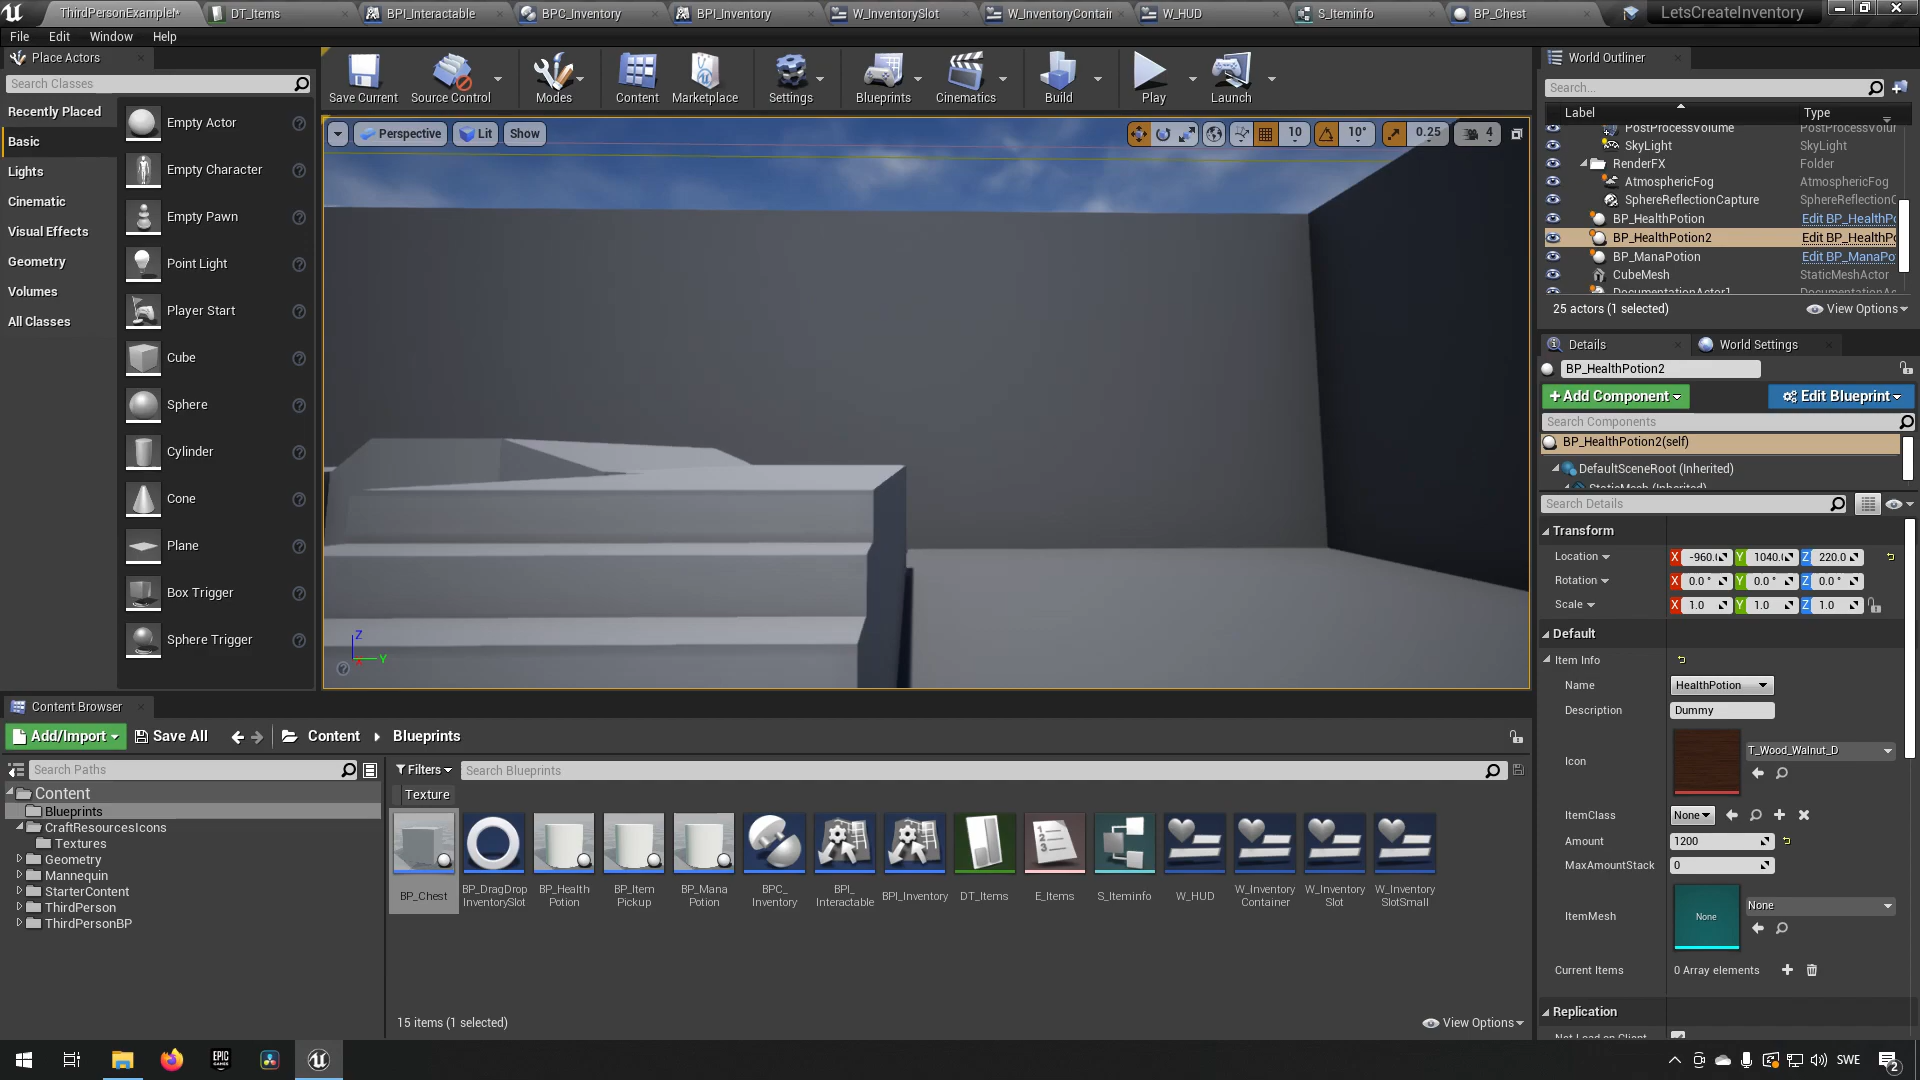 ThirdPersonExample*
DT_Items
BPI_Interactable
BPC_Inventory
BPI_Inventory
W_InventorySlot
W_InventoryContain
W_HUD
S_Iteminfo
BP_Chest
LetsCreateInventory
File
Edit
Window
Help
Place Actors
Search Classes
Recently Placed
Basic
Lights
Cinematic
Visual Effects
Geometry
Volumes
All Classes
Empty Actor
Empty Character
Empty Pawn
Point Light
Player Start
Cube
Sphere
Cylinder
Cone
Plane
Box Trigger
Sphere Trigger
Save Current
Source Control
Modes
Content
Marketplace
Settings
Blueprints
Cinematics
Build
Play
Launch
Perspective
Lit
Show
10
10°
0.25
4
Z
Y
World Outliner
Search...
Label
Type
PostProcessVolume PostProcessVolur
SkyLight SkyLight
RenderFX Folder
AtmosphericFog AtmosphericFog
SphereReflectionCapture SphereReflectionC
BP_HealthPotion Edit BP_HealthPo
BP_HealthPotion2 Edit BP_HealthPo
BP_ManaPotion Edit BP_ManaPo
CubeMesh StaticMeshActor
DocumentationActor1 DocumentationAc
25 actors (1 selected)
View Options
Details
World Settings
BP_HealthPotion2
+Add Component
Edit Blueprint
Search Components
BP_HealthPotion2(self)
DefaultSceneRoot (Inherited)
StaticMesh (Inherited)
Search Details
Transform
Location X -960.0 Y 1040.0 Z 220.0
Rotation X 0.0 ° Y 0.0 ° Z 0.0 °
Scale X 1.0 Y 1.0 Z 1.0
Default
Item Info
Name HealthPotion
Description Dummy
Icon T_Wood_Walnut_D
ItemClass None
Amount 1200
MaxAmountStack 0
ItemMesh None None
Current Items 0 Array elements
Replication
Net Load on Client
Content Browser
Add/Import
Save All
Content
Blueprints
Search Paths
Filters
Search Blueprints
Texture
Content
Blueprints
CraftResourcesIcons
Textures
Geometry
Mannequin
StarterContent
ThirdPerson
ThirdPersonBP
BP_Chest
BP_DragDrop
InventorySlot
BP_Health
Potion
BP_Item
Pickup
BP_Mana
Potion
BPC_
Inventory
BPI_
Interactable
BPI_Inventory
DT_Items
E_Items
S_Iteminfo
W_HUD
W_Inventory
Container
W_Inventory
Slot
W_Inventory
SlotSmall
15 items (1 selected)
View Options
EPIC
GAMES
SWE
2